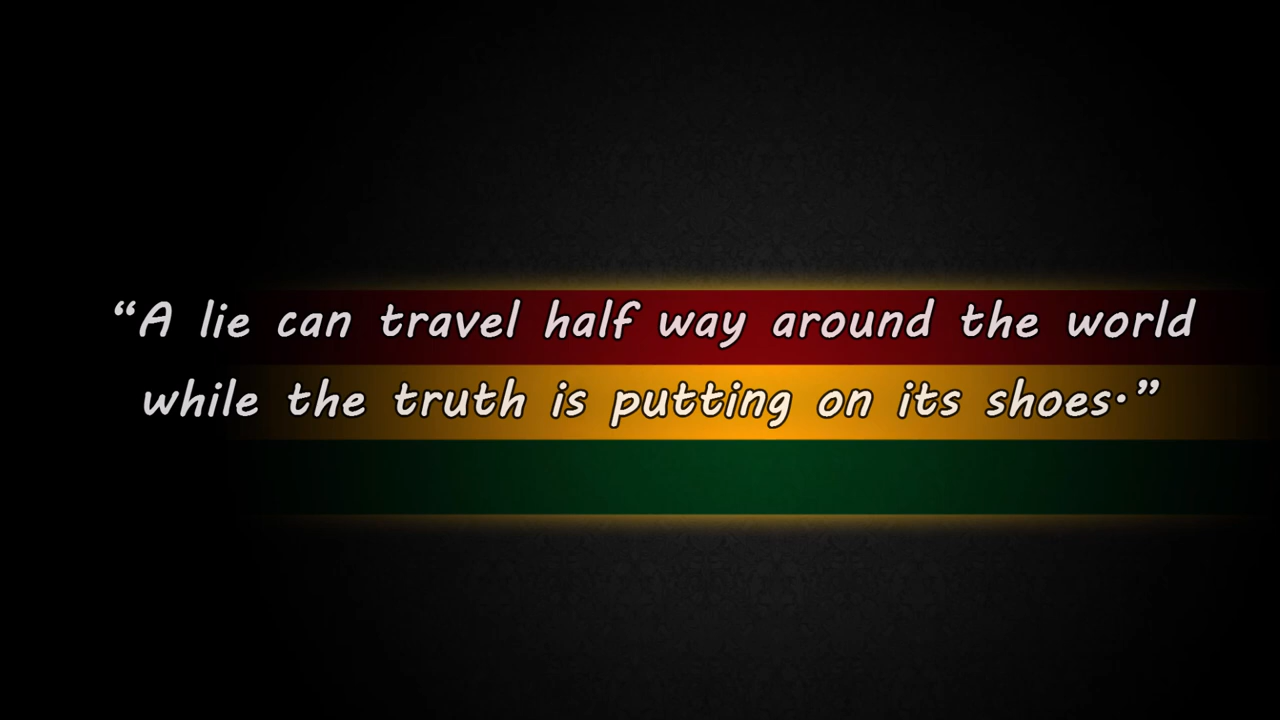 “A lie can travel half way around the world
while the truth is putting on its shoes.”